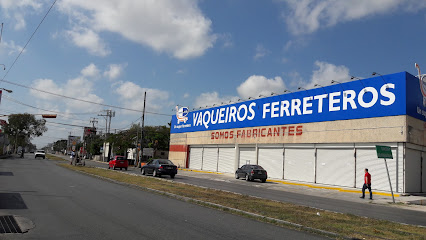 VAQUEIROS FERRETEROS
SOMOS FABRICANTES